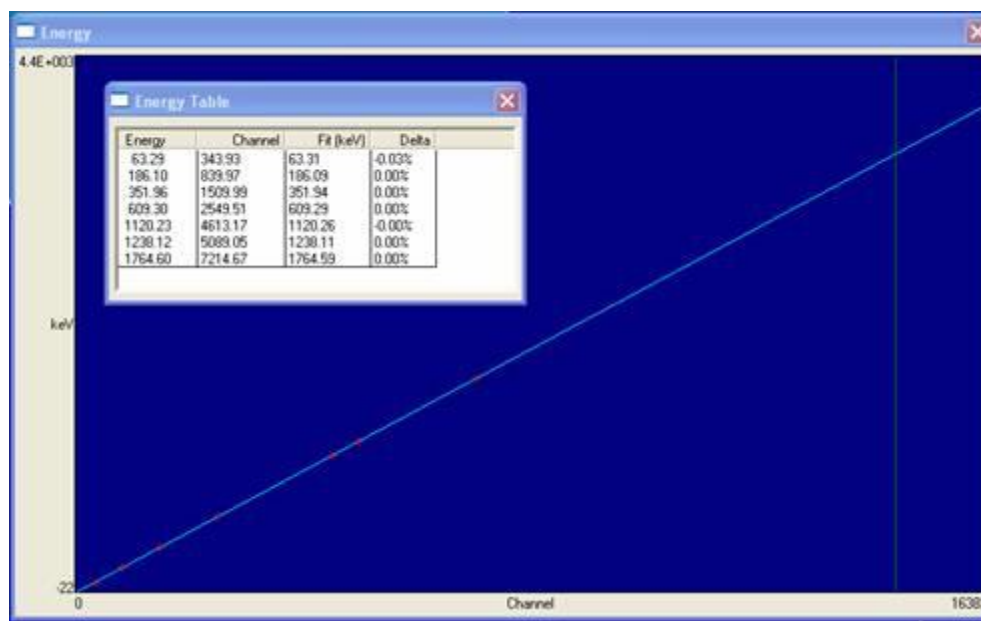 Energy
4.4E+003
Energy Table
Energy Channel Fit (keV) Delta
63.29 343.93 63.31 -0.03%
186.10 839.97 186.09 0.00%
351.96 1509.99 351.94 0.00%
609.30 2549.51 609.29 0.00%
1120.23 4613.17 1120.26 -0.00%
1238.12 5089.05 1238.11 0.00%
1764.60 7214.67 1764.59 0.00%
keV
-22
0 Channel 1638